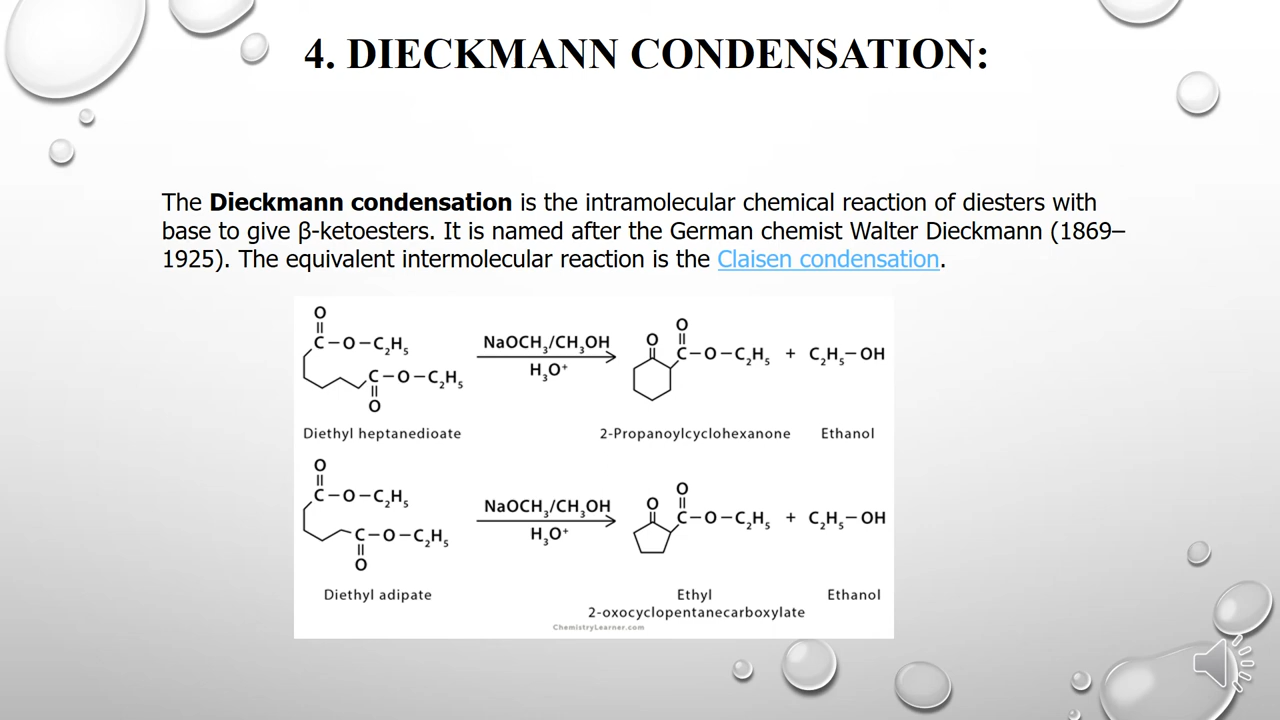 4. DIECKMANN CONDENSATION:
The Dieckmann condensation is the intramolecular chemical reaction of diesters with
base to give β-ketoesters. It is named after the German chemist Walter Dieckmann (1869–
1925). The equivalent intermolecular reaction is the Claisen condensation.
O
C–O–C₂H₅
C–O–C₂H₅
O
NaOCH₃/CH₃OH
H₃O⁺
O
O
C–O–C₂H₅ + C₂H₅–OH
Diethyl heptanedioate
2-Propanoylcyclohexanone
Ethanol
O
C–O–C₂H₅
C–O–C₂H₅
O
NaOCH₃/CH₃OH
H₃O⁺
O
O
C–O–C₂H₅ + C₂H₅–OH
Diethyl adipate
Ethyl
2-oxocyclopentanecarboxylate
Ethanol
ChemistryLearner.com